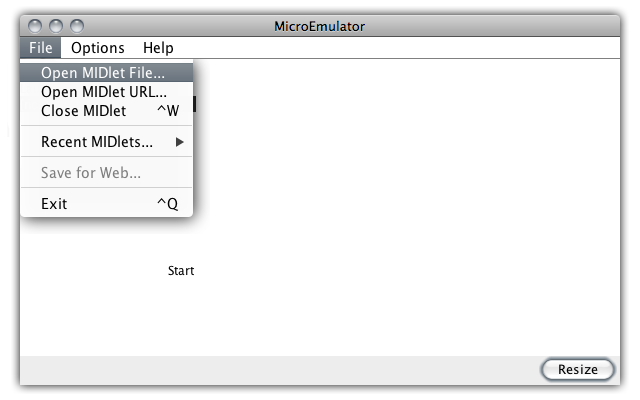 MicroEmulator
File Options Help
Open MIDlet File...
Open MIDlet URL...
Close MIDlet ^W
Recent MIDlets...
Save for Web...
Exit ^Q
Start
Resize